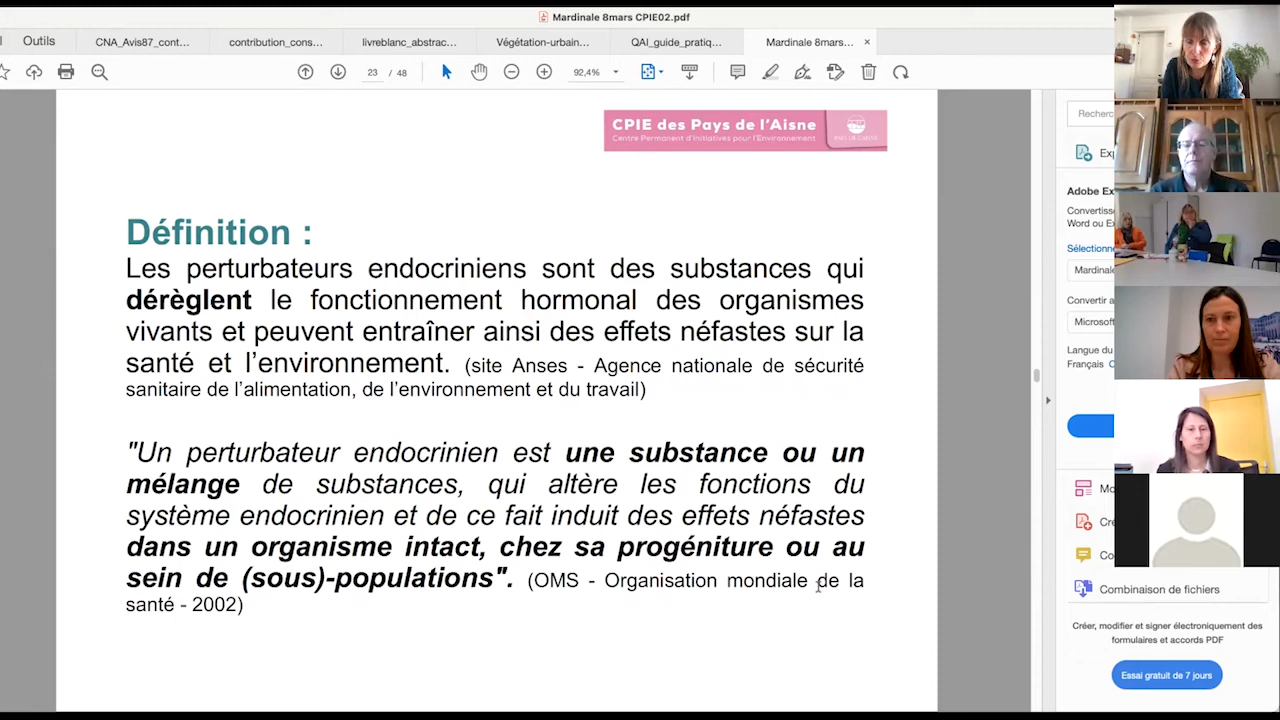 Mardinale 8mars CPIE02.pdf
Outils
CNA_Avis87_cont...
contribution_cons...
livreblanc_abstrac...
Végétation-urbain...
QAI_guide_pratiq...
Mardinale 8mars... ×
23 / 48
92,4%
CPIE des Pays de l'Aisne
Centre Permanent d'Initiatives pour l'Environnement
Définition :
Les perturbateurs endocriniens sont des substances qui
dérèglent le fonctionnement hormonal des organismes
vivants et peuvent entraîner ainsi des effets néfastes sur la
santé et l'environnement. (site Anses - Agence nationale de sécurité
sanitaire de l'alimentation, de l'environnement et du travail)
"Un perturbateur endocrinien est une substance ou un
mélange de substances, qui altère les fonctions du
système endocrinien et de ce fait induit des effets néfastes
dans un organisme intact, chez sa progéniture ou au
sein de (sous)-populations". (OMS - Organisation mondiale de la
santé - 2002)
Recherc
Exp
Adobe Ex
Convertiss
Word ou Ex
Sélectionne
Mardinale
Convertir a
Microsoft
Langue du
Français C
Mo
Cré
Co
Combinaison de fichiers
Créer, modifier et signer électroniquement des
formulaires et accords PDF
Essai gratuit de 7 jours